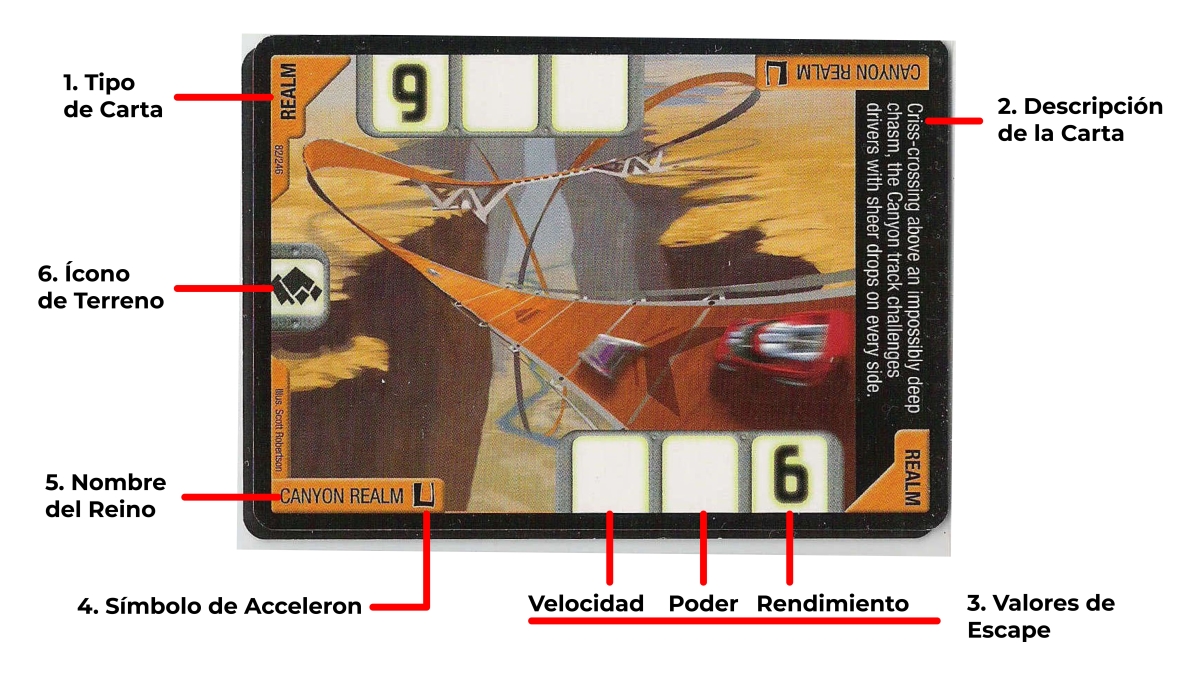 1. Tipo
de Carta
REALM
82/246
6
CANYON REALM
Criss-crossing above an impossibly deep
chasm, the Canyon track challenges
drivers with sheer drops on every side.
2. Descripción
de la Carta
6. Ícono
de Terreno
Illus. Scott Robertson
5. Nombre
del Reino
CANYON REALM
6
REALM
4. Símbolo de Acceleron
Velocidad
Poder
Rendimiento
3. Valores de
Escape